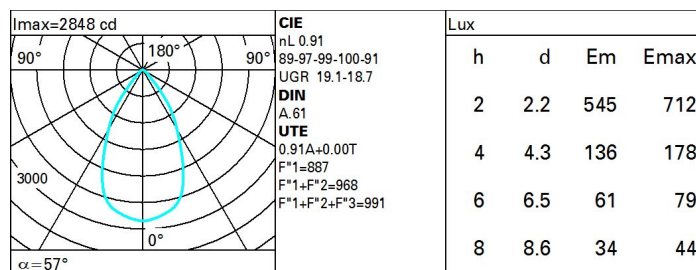 Imax=2848 cd
90° 180° 90°
3000
0°
α=57°
CIE
nL 0.91
89-97-99-100-91
UGR 19.1-18.7
DIN
A.61
UTE
0.91A+0.00T
F"1=887
F"1+F"2=968
F"1+F"2+F"3=991
Lux
h d Em Emax
2 2.2 545 712
4 4.3 136 178
6 6.5 61 79
8 8.6 34 44